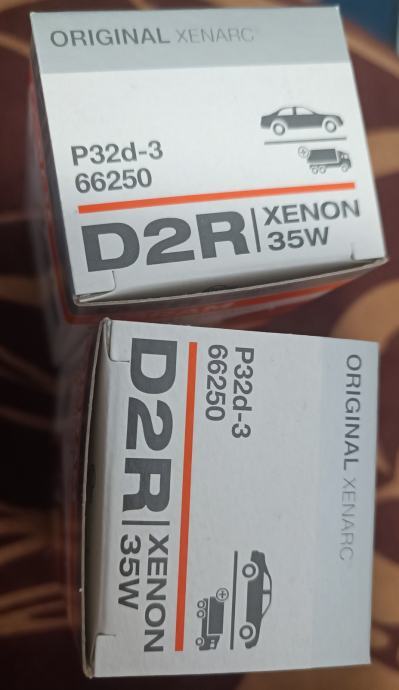 ORIGINAL XENARC®
P32d-3
66250
D2R | XENON
35W
ORIGINAL XENARC
P32d-3
66250
D2R | XENON
35W